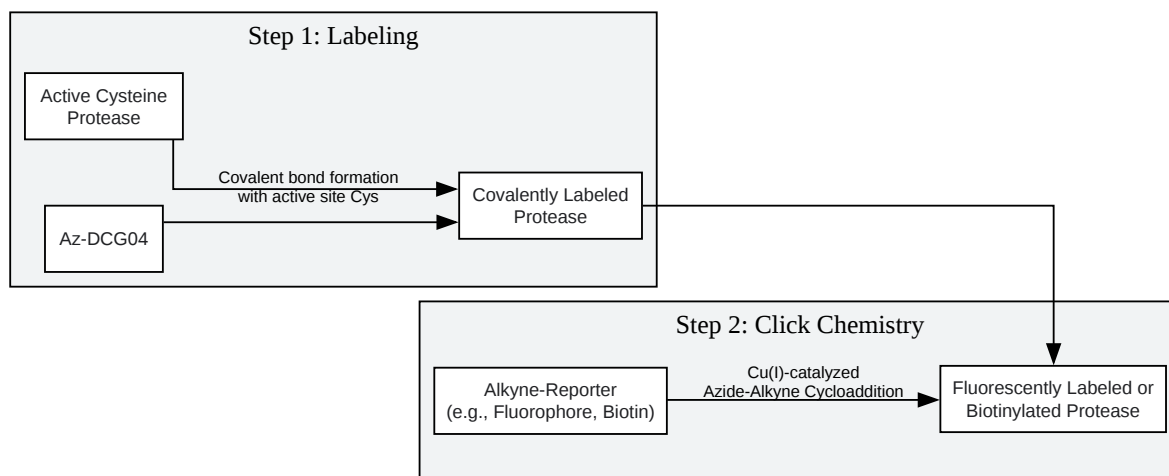 Step 1: Labeling
Active Cysteine
Protease
Covalent bond formation
with active site Cys
Az-DCG04
Covalently Labeled
Protease
Step 2: Click Chemistry
Alkyne-Reporter
(e.g., Fluorophore, Biotin)
Cu(I)-catalyzed
Azide-Alkyne Cycloaddition
Fluorescently Labeled or
Biotinylated Protease